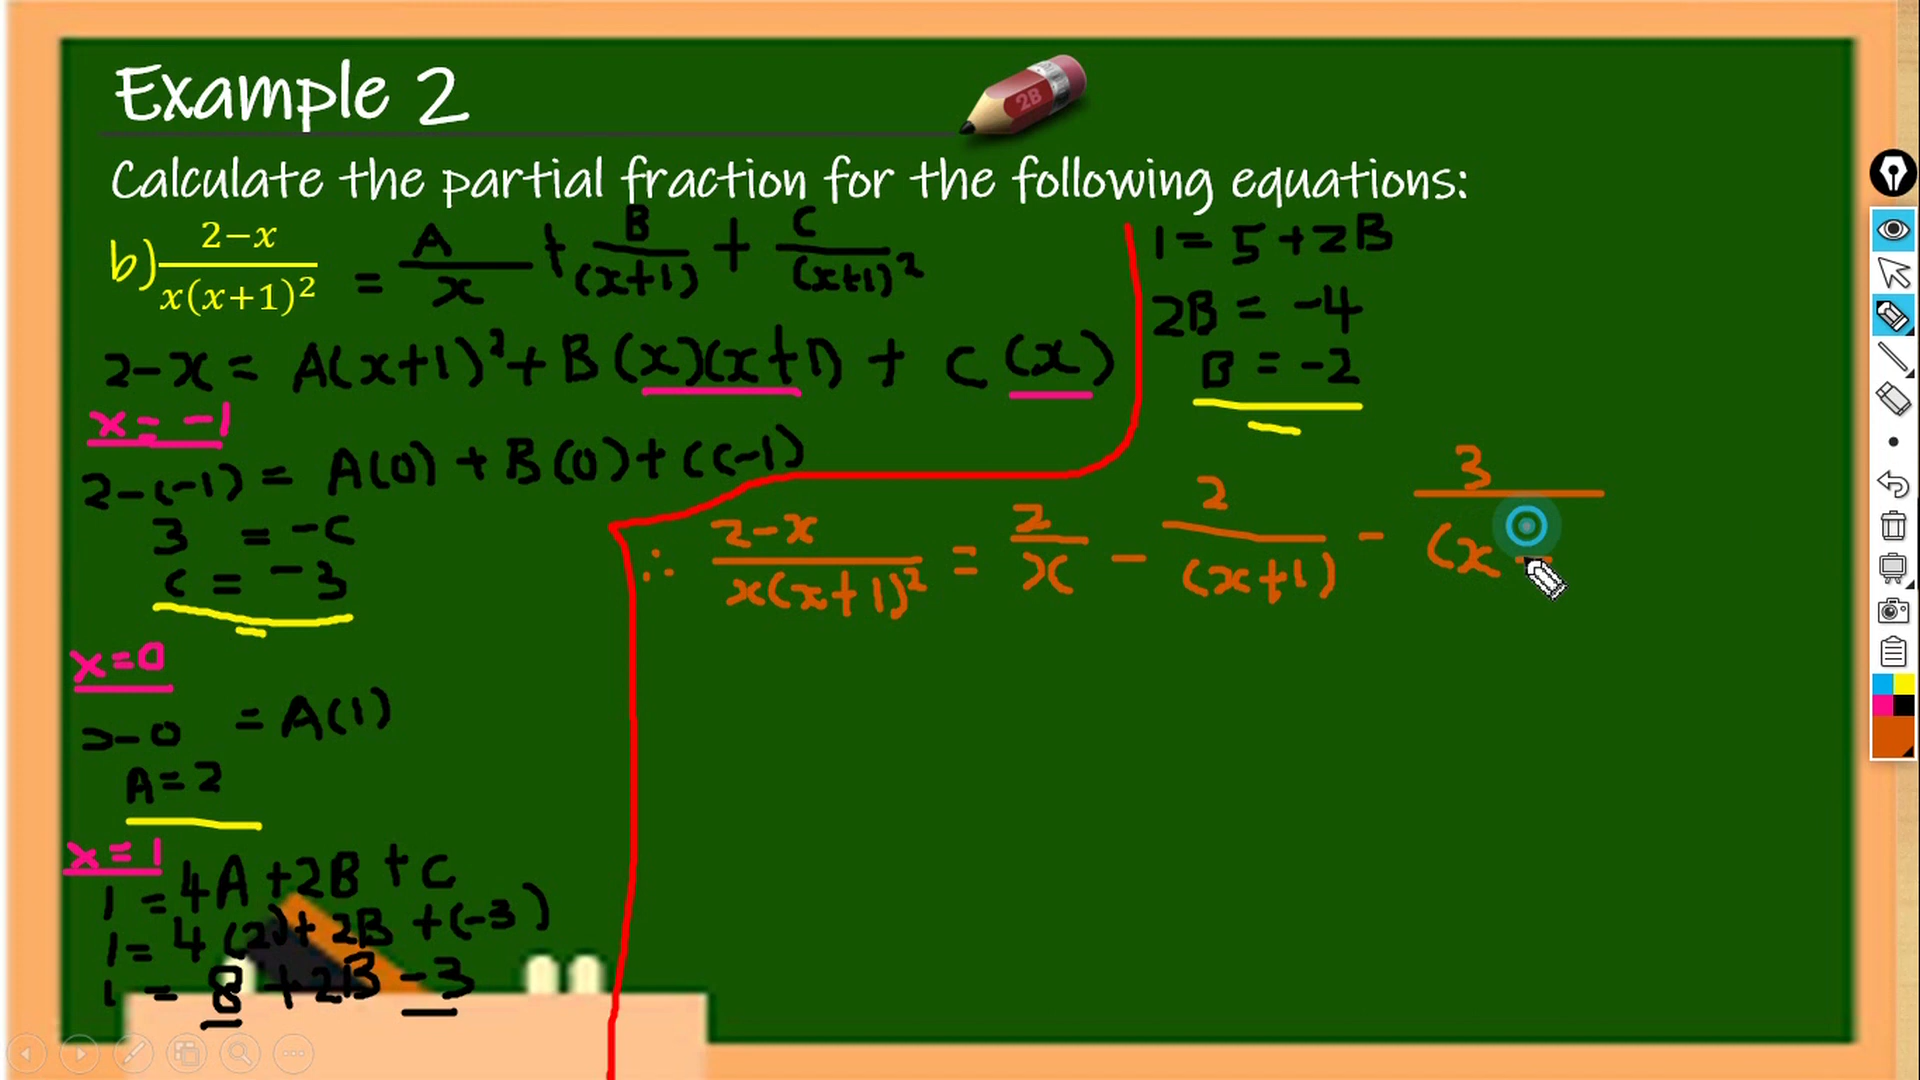 Example 2
2B
Calculate the partial fraction for the following equations:
b) 2−x / x(x+1)² = A / x + B / (x+1) + C / (x+1)²
2-x = A(x+1)² + B(x)(x+1) + C(x)
x = -1
2-(-1) = A(0) + B(0) + C(-1)
3 = -C
C = -3
x=0
2-0 = A(1)
A=2
x=1
1 = 4A + 2B + C
1 = 4(2) + 2B + (-3)
1 = 8 + 2B - 3
1 = 5 + 2B
2B = -4
B = -2
∴ 2-x / x(x+1)² = 2 / x - 2 / (x+1) - 3 / (x